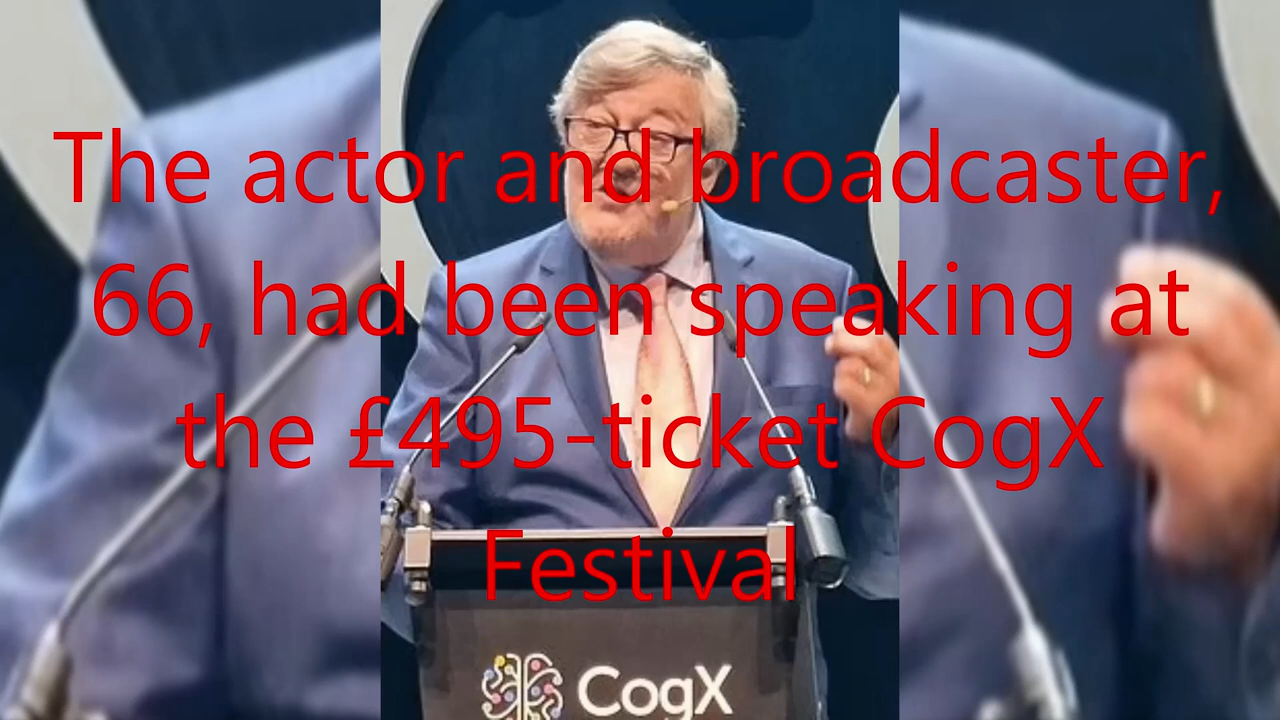 The actor and broadcaster,
66, had been speaking at
the £495-ticket CogX
Festival
CogX